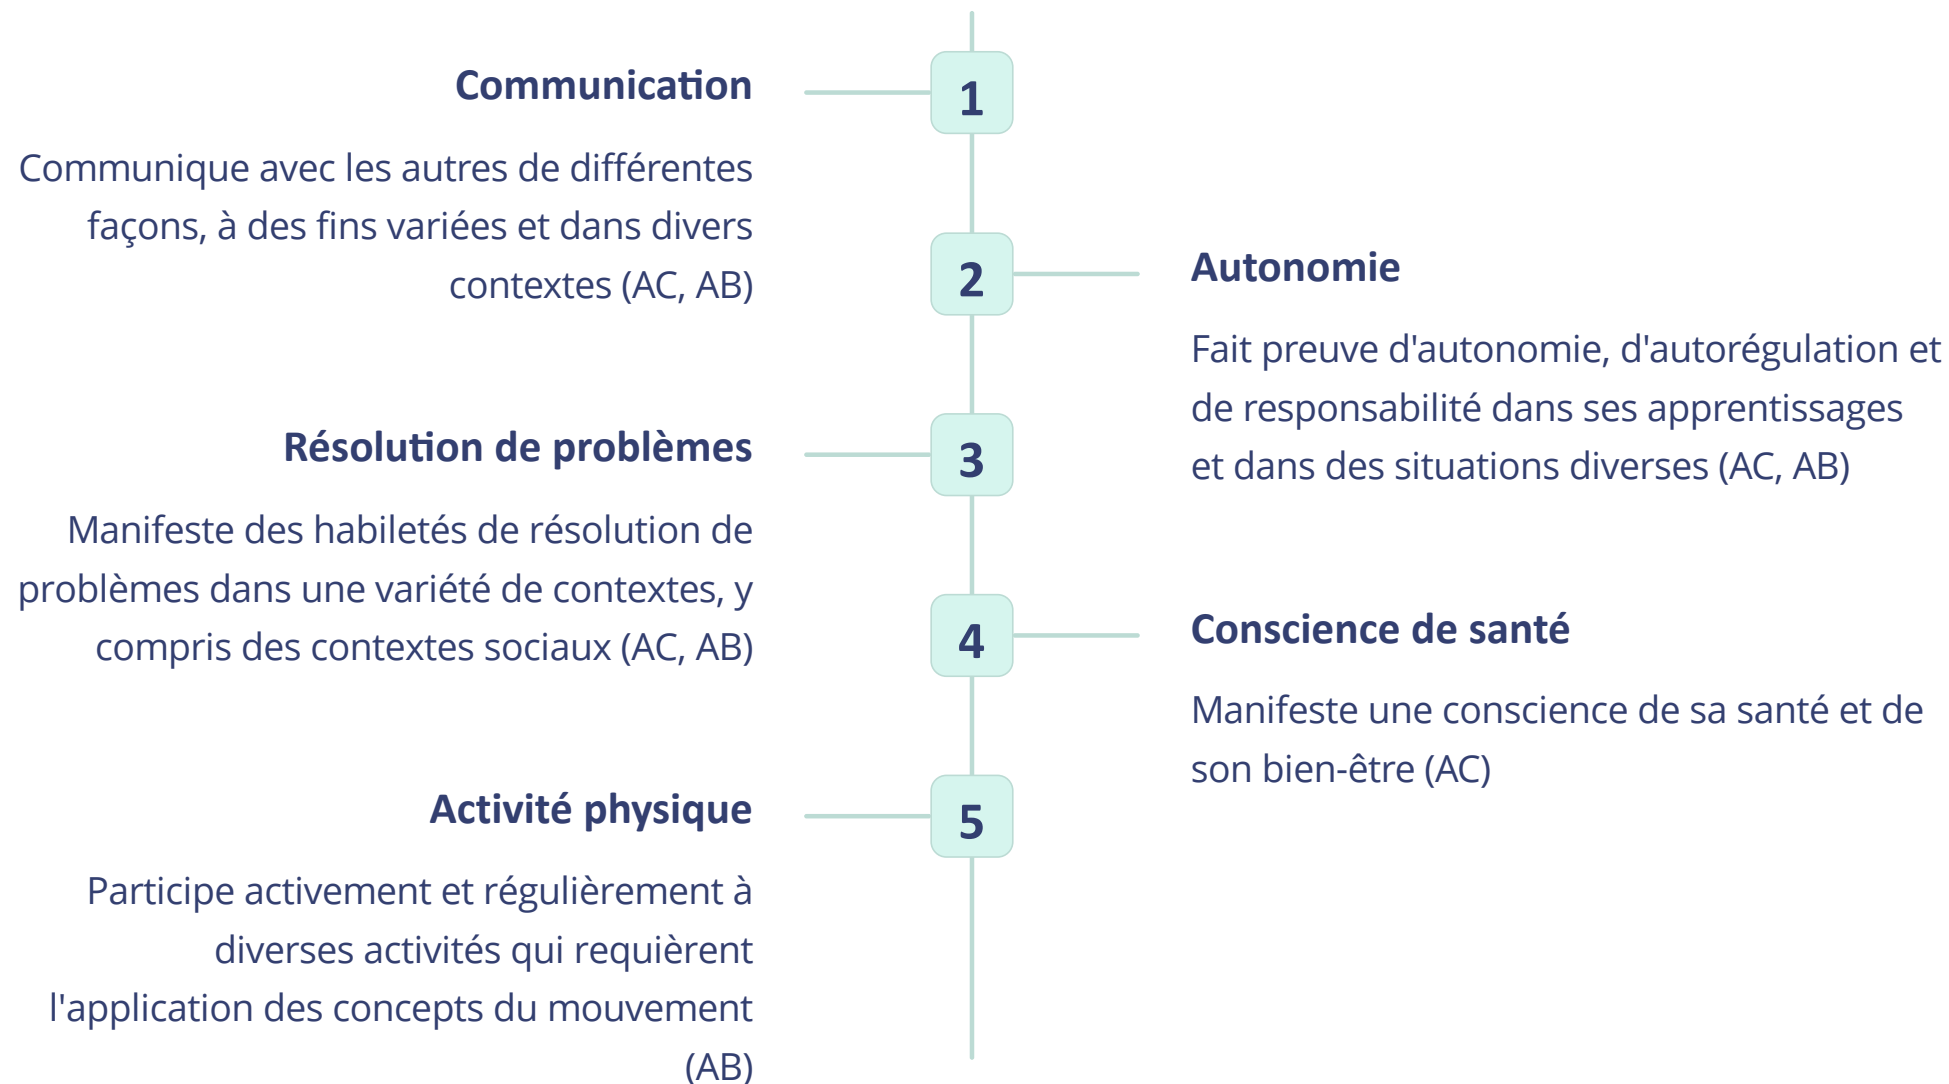 1
Communication
Communique avec les autres de différentes
façons, à des fins variées et dans divers
contextes (AC, AB)
2
Autonomie
Fait preuve d'autonomie, d'autorégulation et
de responsabilité dans ses apprentissages
et dans des situations diverses (AC, AB)
3
Résolution de problèmes
Manifeste des habiletés de résolution de
problèmes dans une variété de contextes, y
compris des contextes sociaux (AC, AB)
4
Conscience de santé
Manifeste une conscience de sa santé et de
son bien-être (AC)
5
Activité physique
Participe activement et régulièrement à
diverses activités qui requièrent
l'application des concepts du mouvement
(AB)